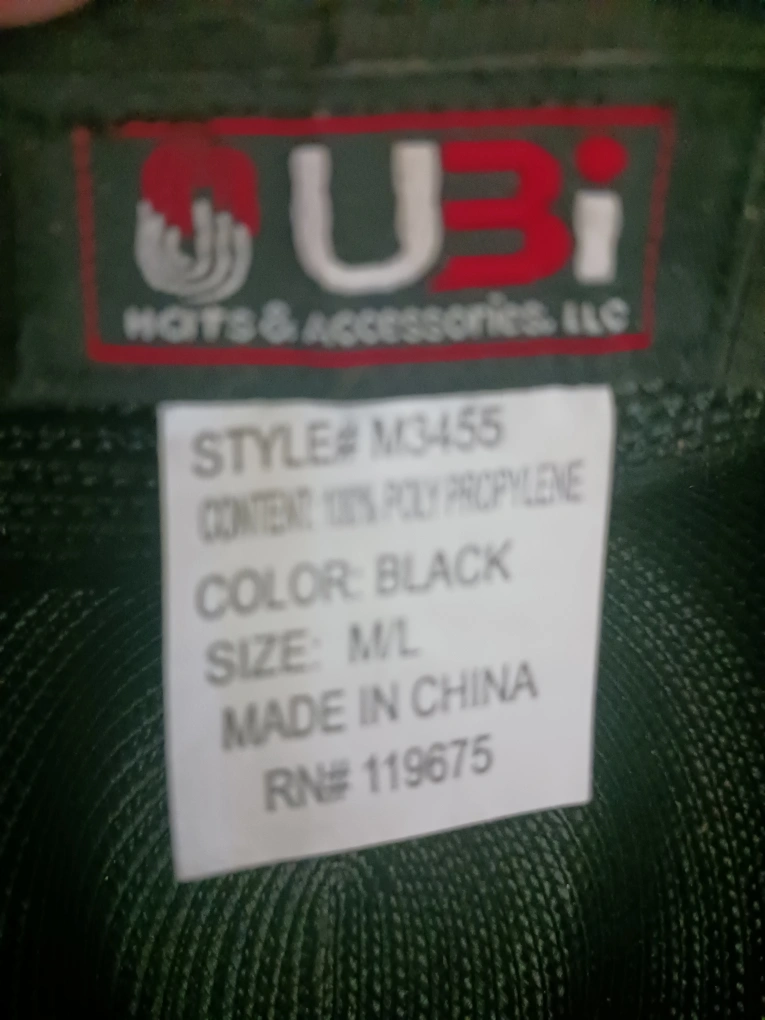 UBi
HATS & ACCESSORIES, LLC
STYLE# M3455
CONTENT: 100% POLY PROPYLENE
COLOR: BLACK
SIZE: M/L
MADE IN CHINA
RN# 119675